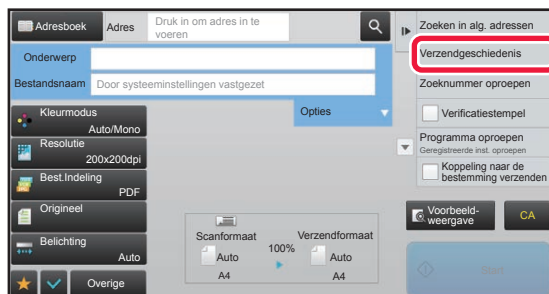 Adresboek
Adres
Druk in om adres in te
voeren
Onderwerp
Bestandsnaam
Door systeeminstellingen vastgezet
Opties
Kleurmodus
Auto/Mono
Resolutie
200x200dpi
Best.Indeling
PDF
Origineel
Belichting
Auto
Overige
Scanformaat
Auto
A4
100%
Verzendformaat
Auto
A4
Zoeken in alg. adressen
Verzendgeschiedenis
Zoeknummer oproepen
Verificatiestempel
Programma oproepen
Geregistreerde inst. oproepen
Koppeling naar de
bestemming verzenden
Voorbeeld-
weergave
CA
Start